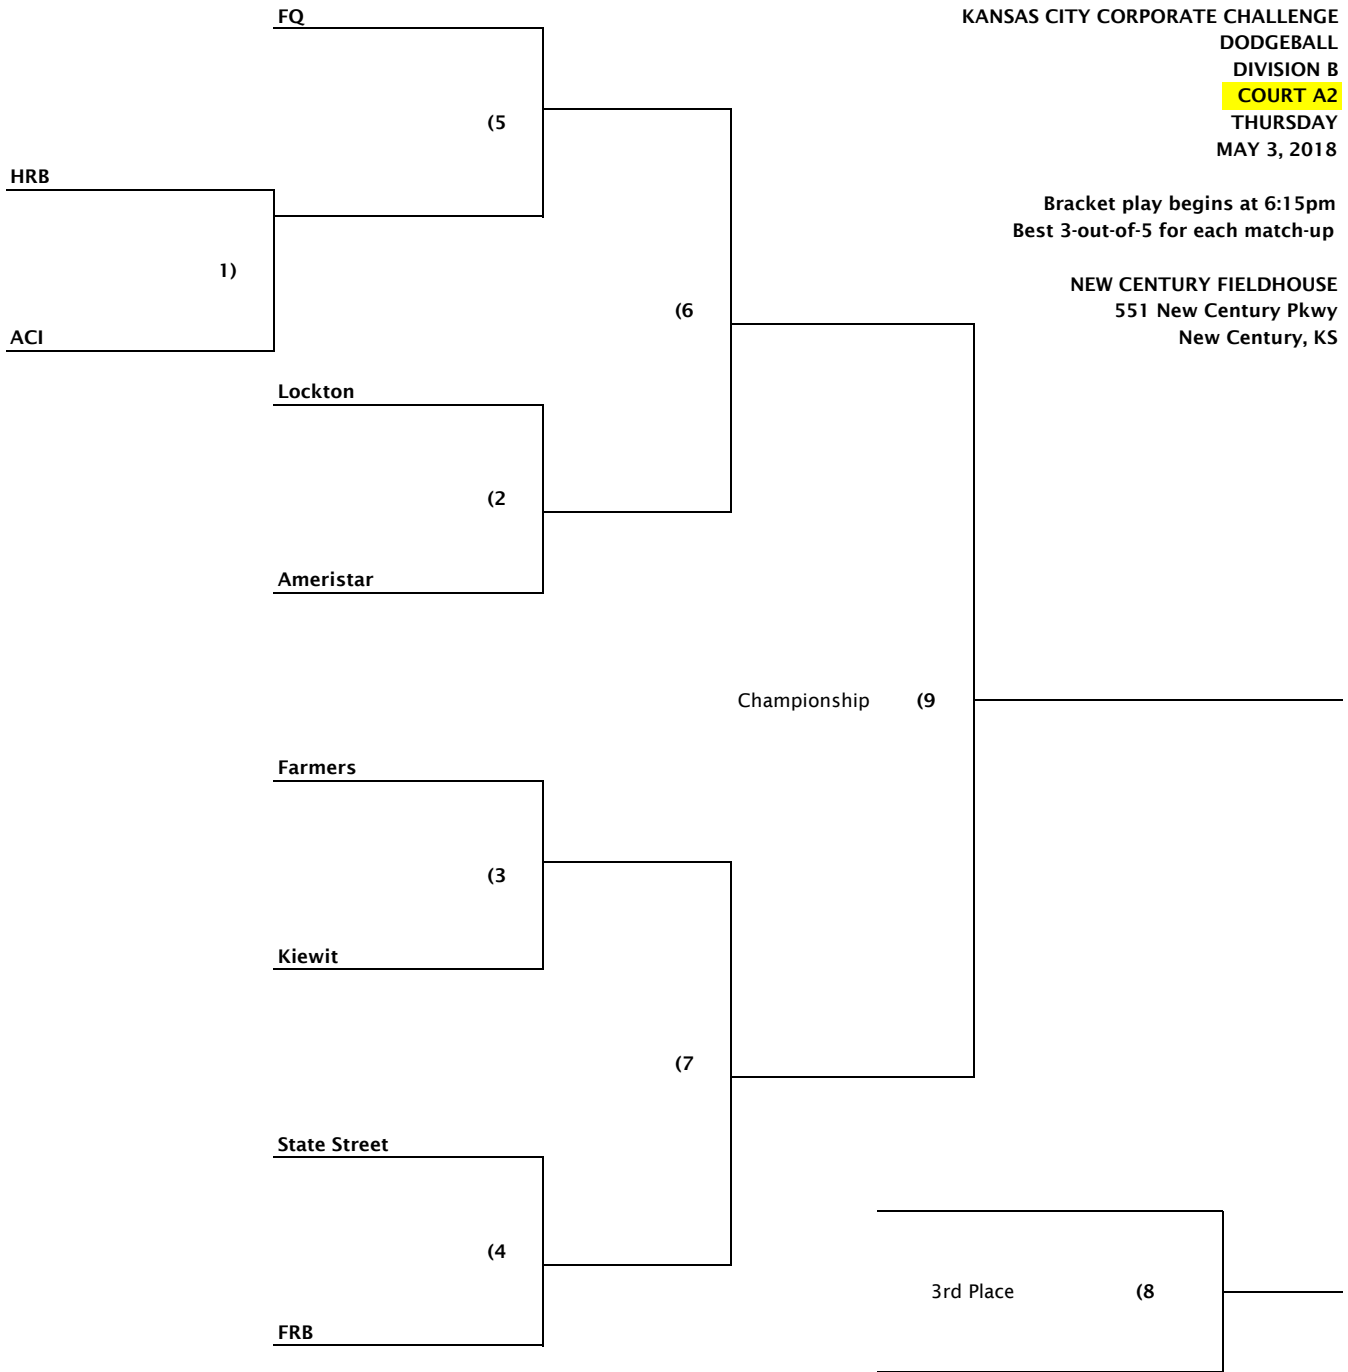 FQ
KANSAS CITY CORPORATE CHALLENGE
DODGEBALL
DIVISION B
COURT A2
THURSDAY
MAY 3, 2018
(5
HRB
Bracket play begins at 6:15pm
Best 3-out-of-5 for each match-up
1)
NEW CENTURY FIELDHOUSE
551 New Century Pkwy
New Century, KS
(6
ACI
Lockton
(2
Ameristar
Championship (9
Farmers
(3
Kiewit
(7
State Street
(4
3rd Place (8
FRB